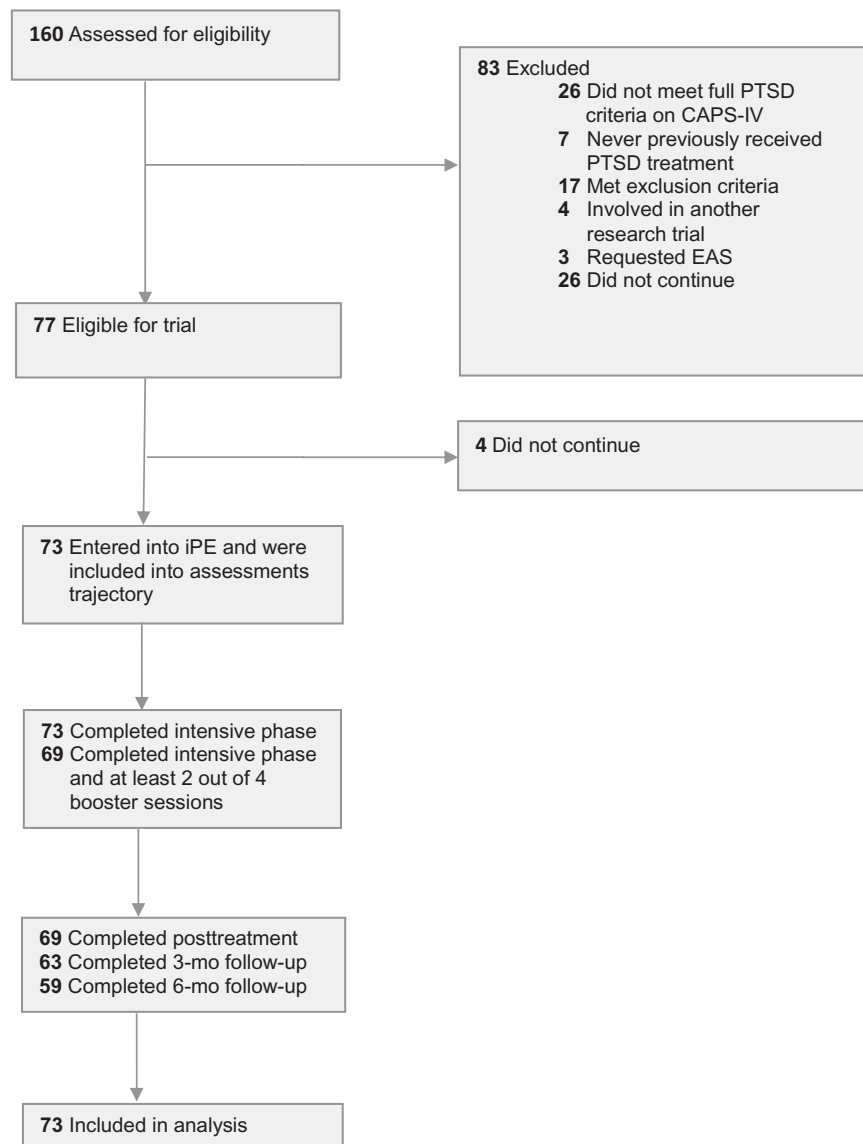 160 Assessed for eligibility
83 Excluded
26 Did not meet full PTSD
criteria on CAPS-IV
7 Never previously received
PTSD treatment
17 Met exclusion criteria
4 Involved in another
research trial
3 Requested EAS
26 Did not continue
77 Eligible for trial
4 Did not continue
73 Entered into iPE and were
included into assessments
trajectory
73 Completed intensive phase
69 Completed intensive phase
and at least 2 out of 4
booster sessions
69 Completed posttreatment
63 Completed 3-mo follow-up
59 Completed 6-mo follow-up
73 Included in analysis